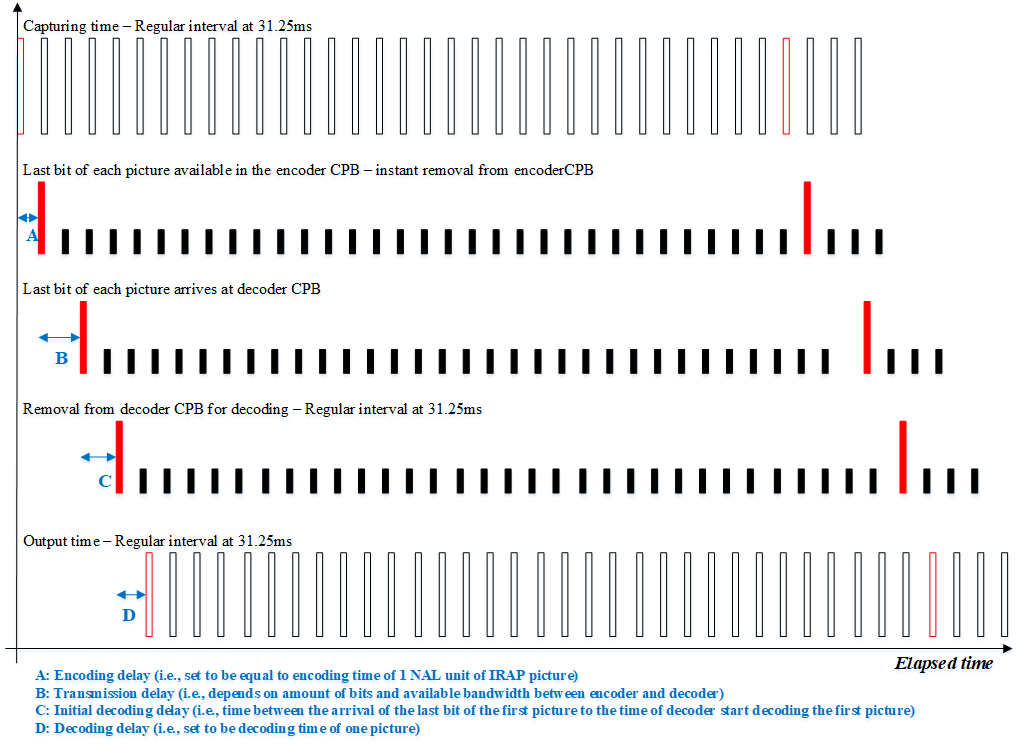 Capturing time – Regular interval at 31.25ms
Last bit of each picture available in the encoder CPB – instant removal from encoderCPB
A
Last bit of each picture arrives at decoder CPB
B
Removal from decoder CPB for decoding – Regular interval at 31.25ms
C
Output time – Regular interval at 31.25ms
D
Elapsed time
A: Encoding delay (i.e., set to be equal to encoding time of 1 NAL unit of IRAP picture)
B: Transmission delay (i.e., depends on amount of bits and available bandwidth between encoder and decoder)
C: Initial decoding delay (i.e., time between the arrival of the last bit of the first picture to the time of decoder start decoding the first picture)
D: Decoding delay (i.e., set to be decoding time of one picture)